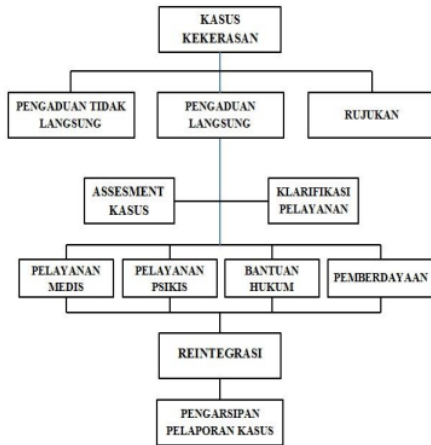 KASUS
KEKERASAN
PENGADUAN TIDAK
LANGSUNG
PENGADUAN
LANGSUNG
RUJUKAN
ASSESMENT
KASUS
KLARIFIKASI
PELAYANAN
PELAYANAN
MEDIS
PELAYANAN
PSIKIS
BANTUAN
HUKUM
PEMBERDAYAAN
REINTEGRASI
PENGARSIPAN
PELAPORAN KASUS